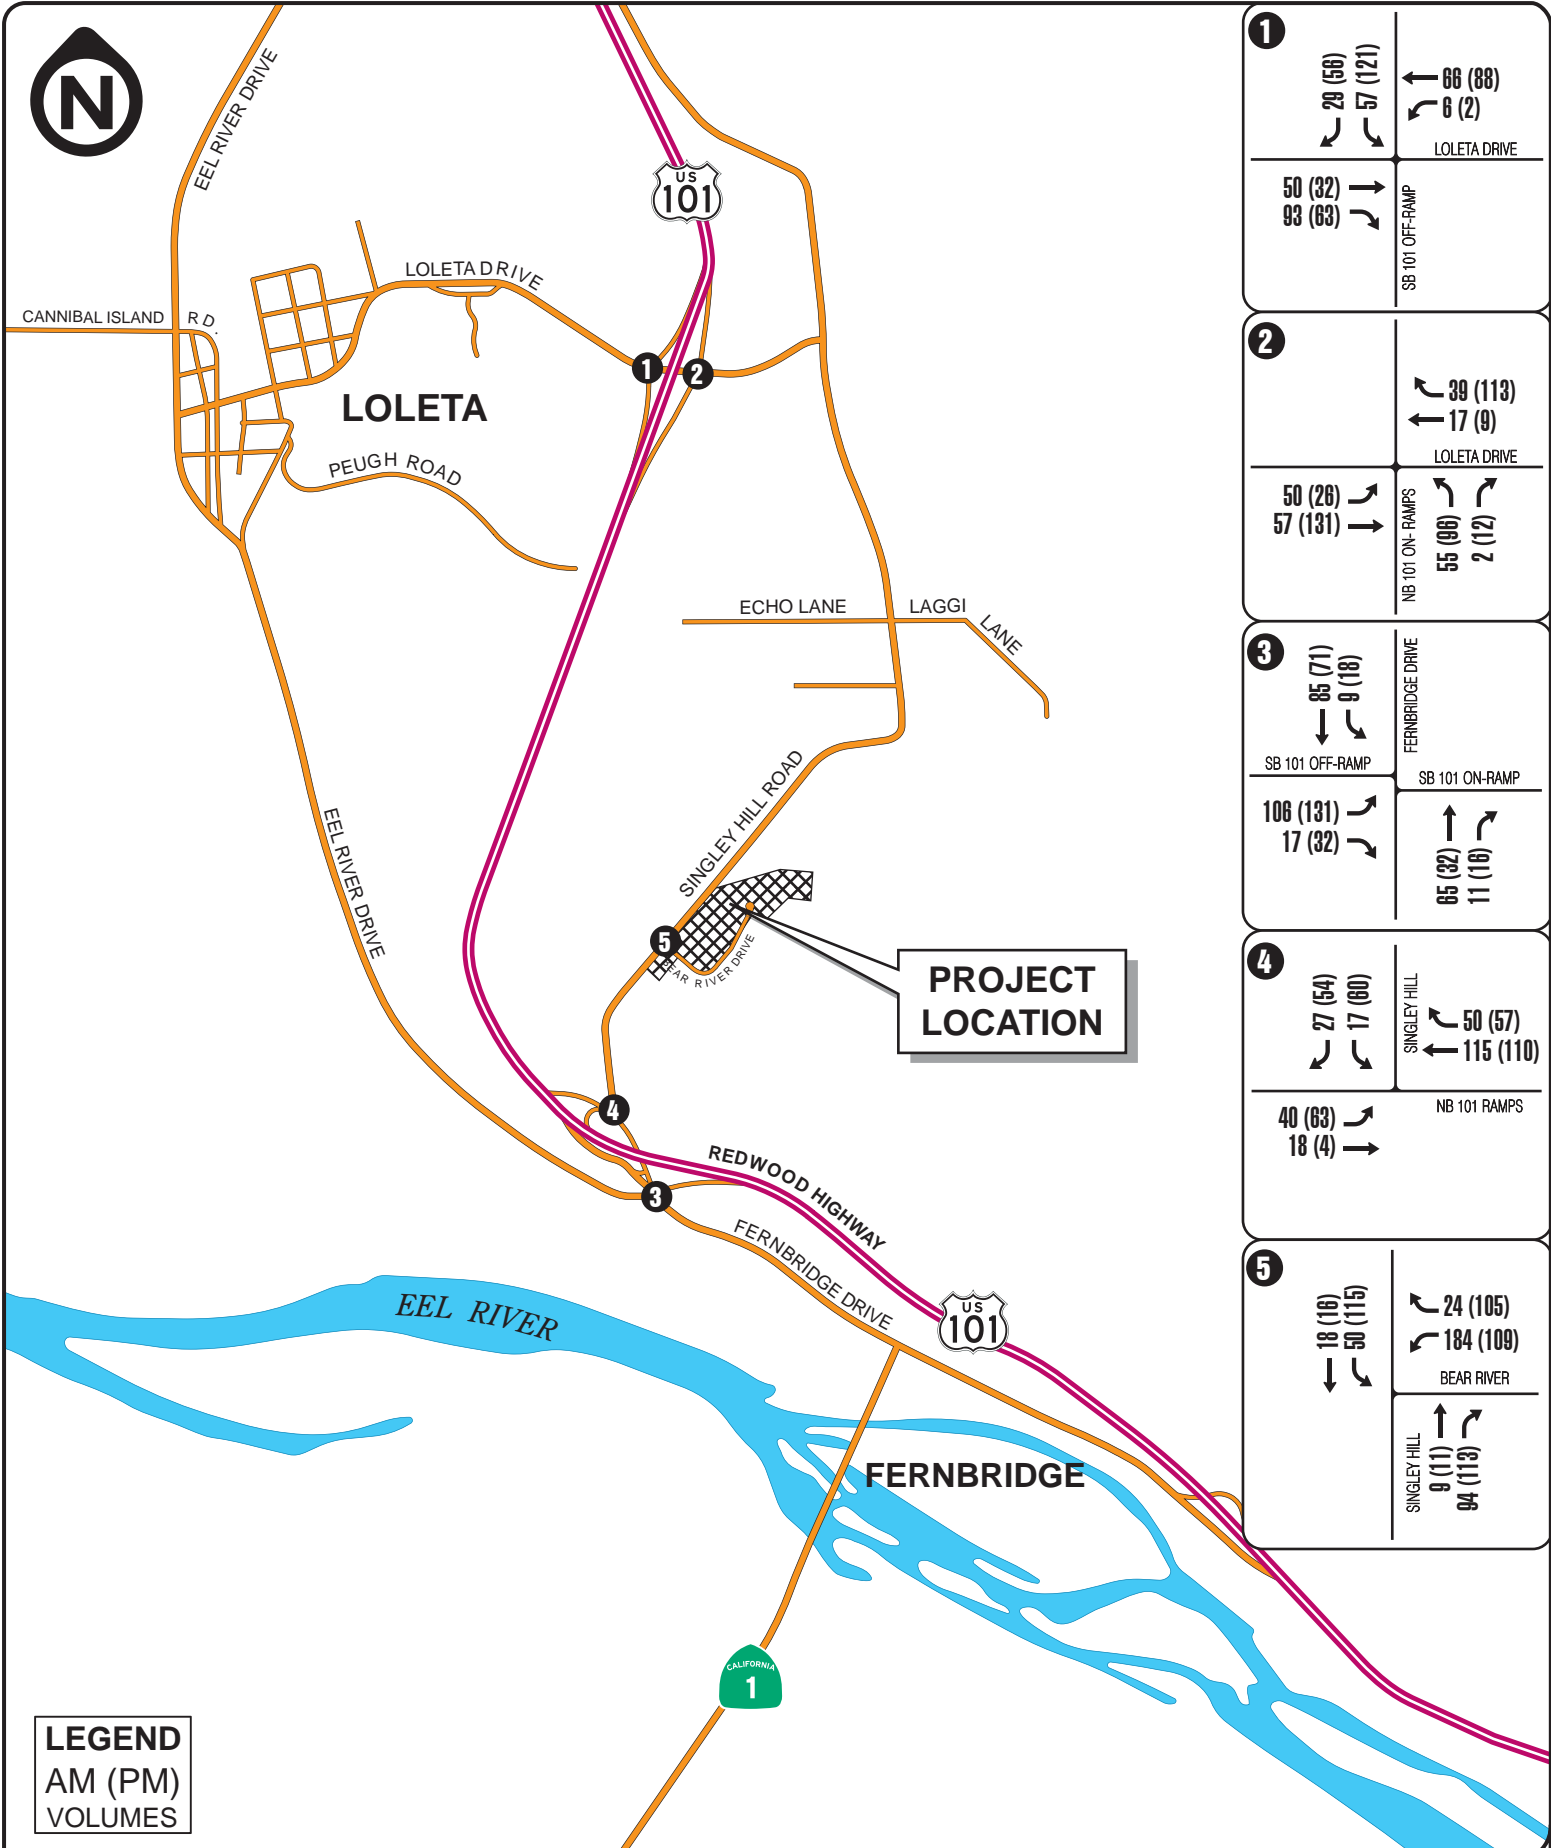 N
EEL RIVER DRIVE
US
101
LOLETA DRIVE
CANNIBAL ISLAND RD.
1
2
LOLETA
PEUGH ROAD
ECHO LANE
LAGGI LANE
SINGLEY HILL ROAD
EEL RIVER DRIVE
5
BEAR RIVER DRIVE
PROJECT
LOCATION
4
3
REDWOOD HIGHWAY
FERNBRIDGE DRIVE
EEL RIVER
US
101
FERNBRIDGE
CALIFORNIA
1
LEGEND
AM (PM)
VOLUMES
1
29 (56)
57 (121)
66 (88)
6 (2)
LOLETA DRIVE
50 (32)
93 (63)
SB 101 OFF-RAMP
2
39 (113)
17 (9)
LOLETA DRIVE
50 (26)
57 (131)
NB 101 ON- RAMPS
55 (96)
2 (12)
3
85 (71)
9 (18)
FERNBRIDGE DRIVE
SB 101 OFF-RAMP
SB 101 ON-RAMP
106 (131)
17 (32)
65 (32)
11 (16)
4
27 (54)
17 (60)
SINGLEY HILL
50 (57)
115 (110)
NB 101 RAMPS
40 (63)
18 (4)
5
18 (16)
50 (115)
24 (105)
184 (109)
BEAR RIVER
SINGLEY HILL
9 (11)
94 (113)